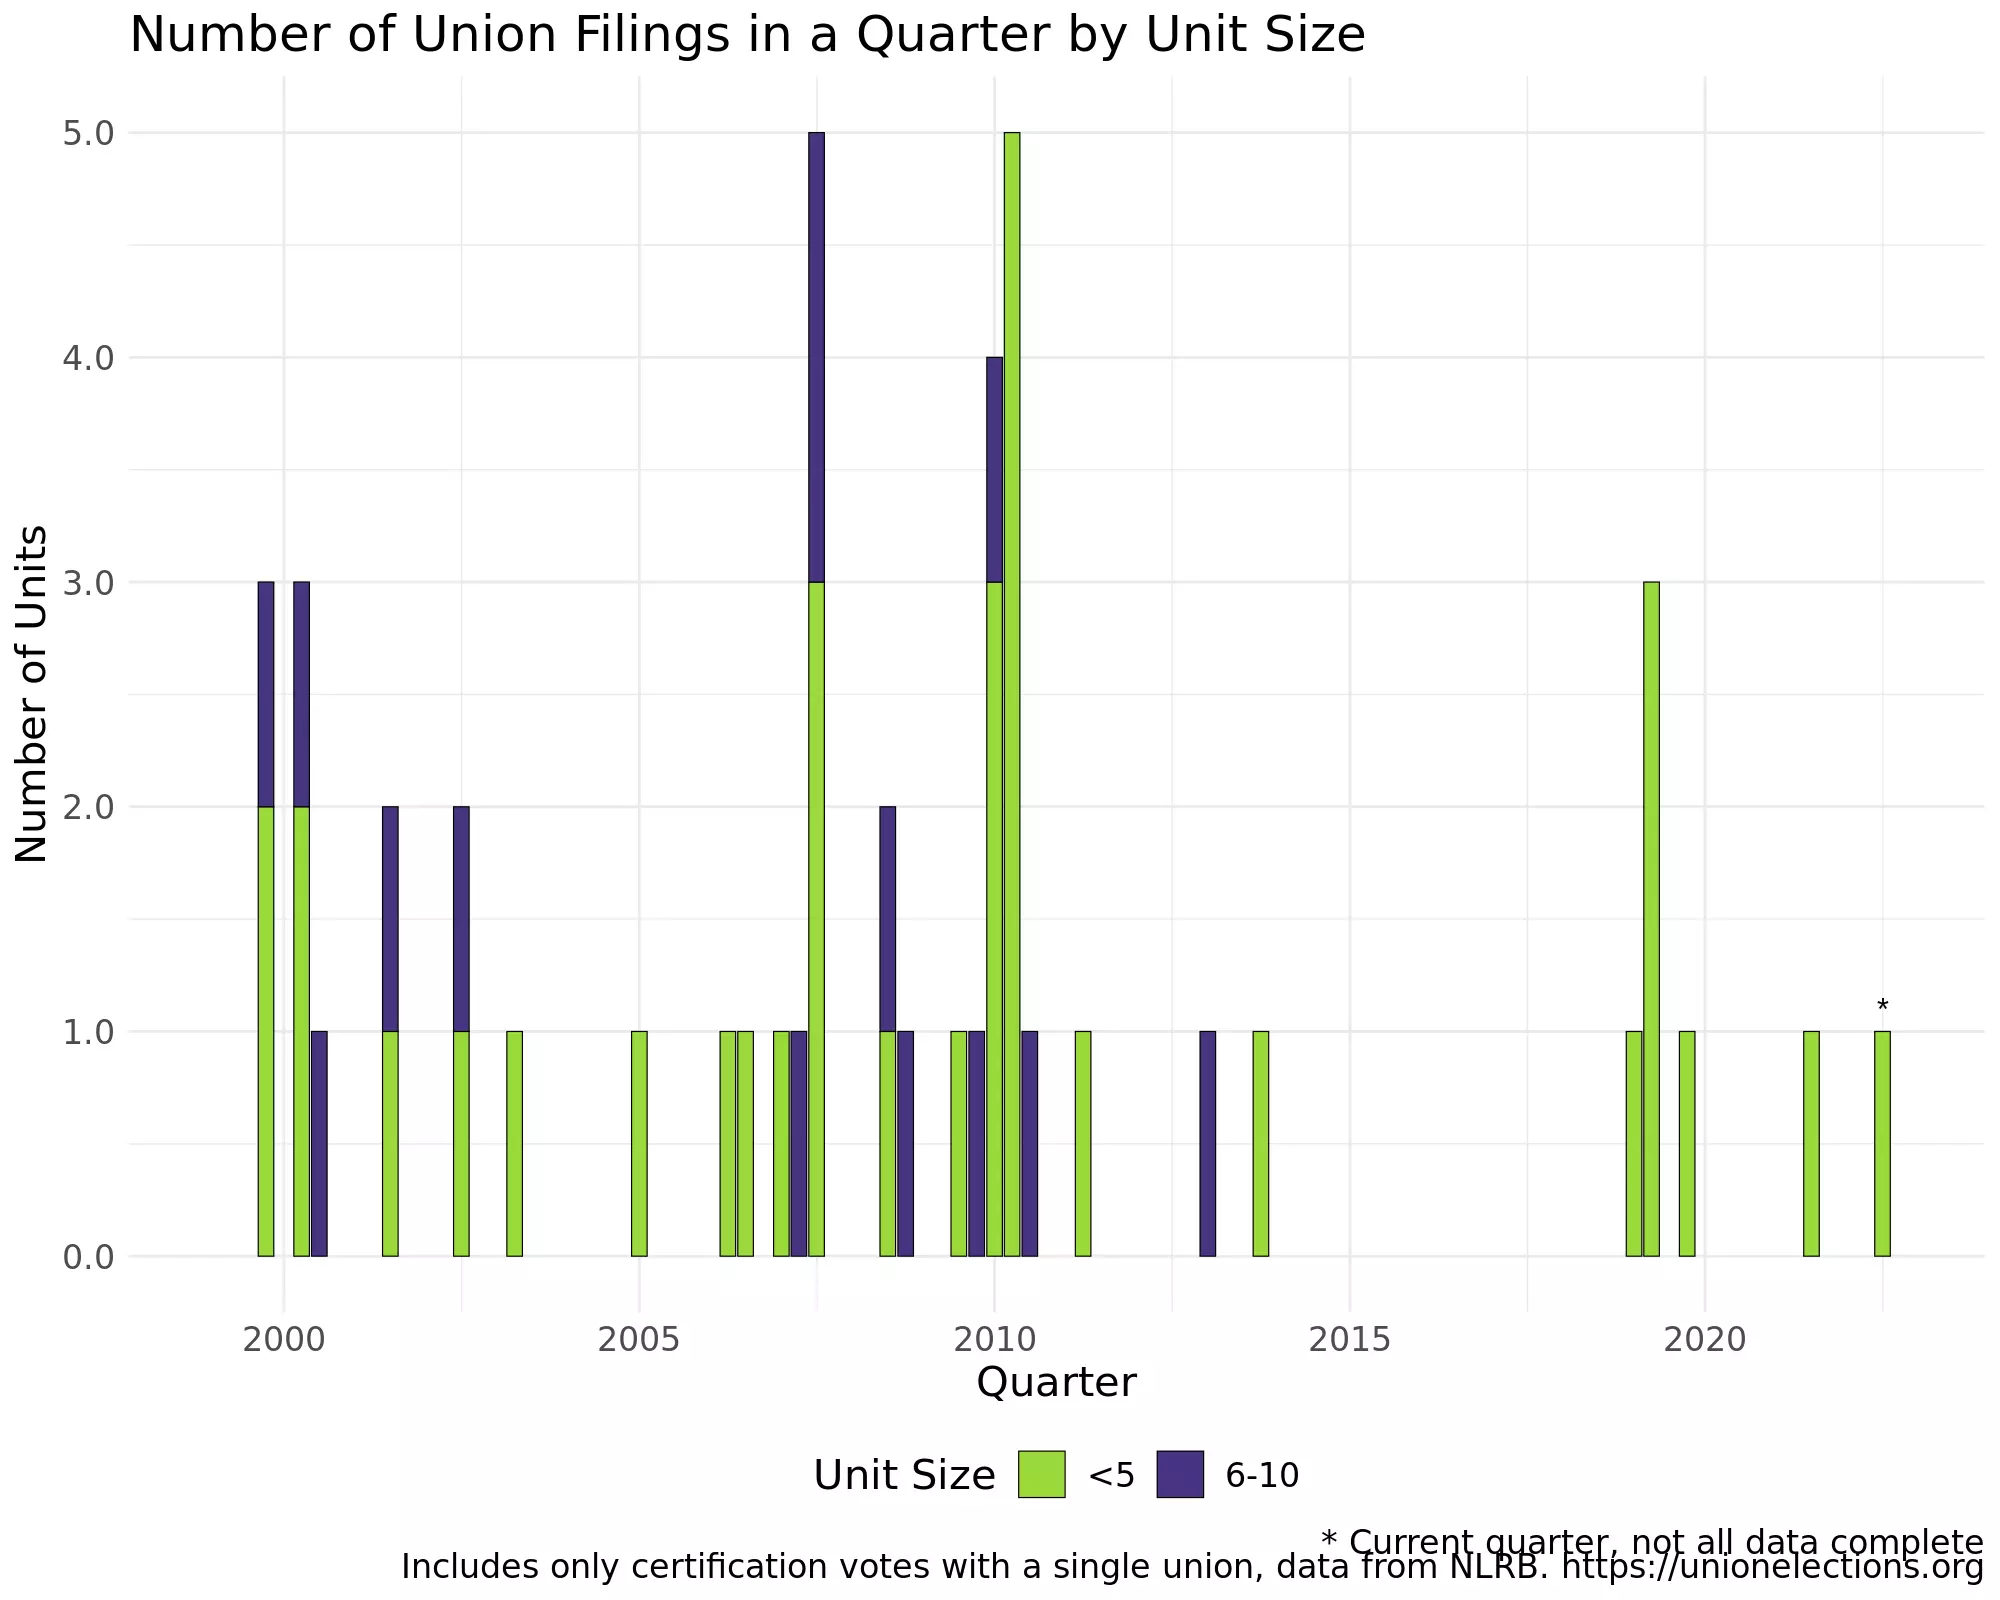 Number of Union Filings in a Quarter by Unit Size
Number of Units
5.0
4.0
3.0
2.0
1.0
0.0
*
2000 2005 2010 2015 2020
Quarter
Unit Size <5 6-10
* Current quarter, not all data complete
Includes only certification votes with a single union, data from NLRB. https://unionelections.org